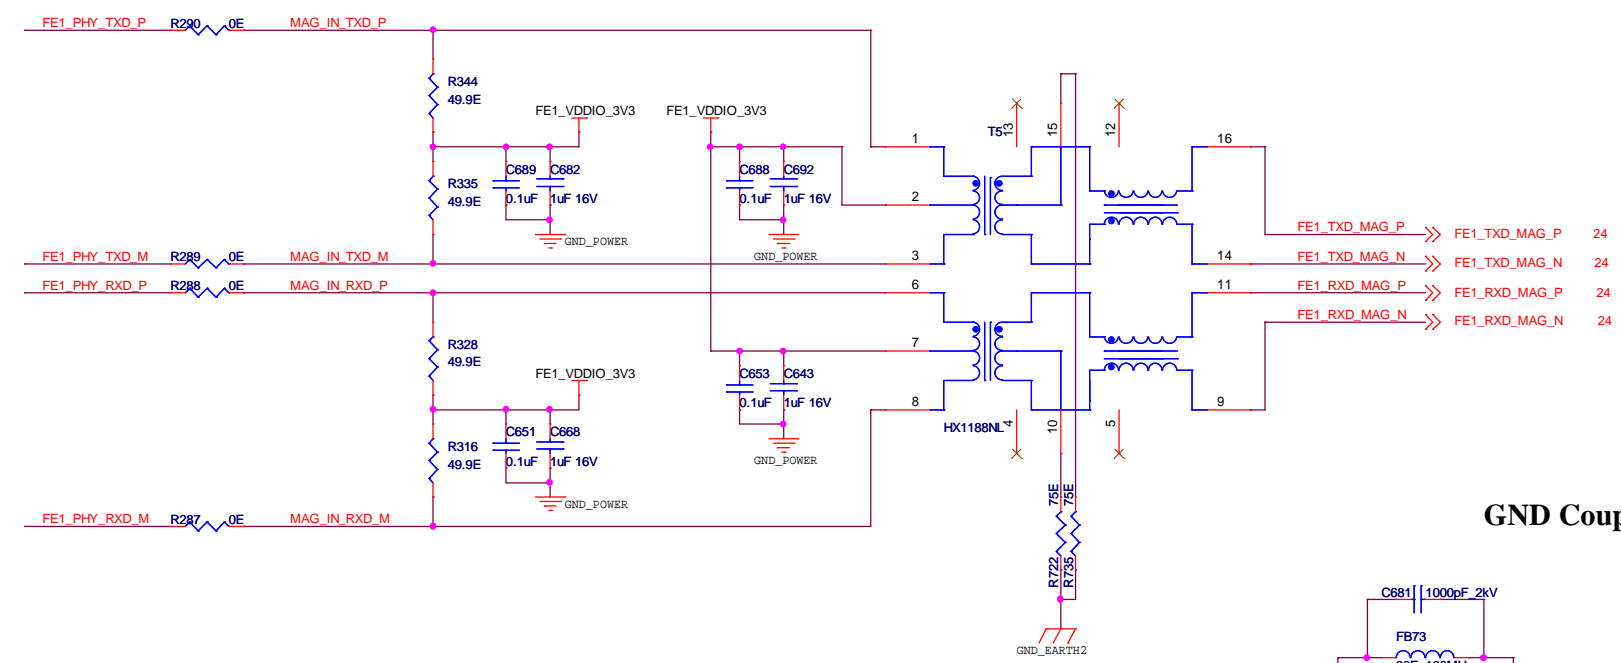 FE1_PHY_TXD_P R290 0E MAG_IN_TXD_P
R344
49.9E
FE1_VDDIO_3V3 FE1_VDDIO_3V3
C689 C682
0.1uF 1uF 16V
GND_POWER
R335
49.9E
C688 C692
0.1uF 1uF 16V
GND_POWER
FE1_PHY_TXD_M R289 0E MAG_IN_TXD_M
FE1_PHY_RXD_P R288 0E MAG_IN_RXD_P
R328
49.9E
FE1_VDDIO_3V3
C651 C668
0.1uF 1uF 16V
GND_POWER
R316
49.9E
C653 C643
0.1uF 1uF 16V
GND_POWER
FE1_PHY_RXD_M R287 0E MAG_IN_RXD_M
T5
13 15 12
1 16
2
3 14
6 11
7
8 9
HX1188NL
4 10 5
75E 75E
R722 R735
GND_EARTH2
FE1_TXD_MAG_P FE1_TXD_MAG_P 24
FE1_TXD_MAG_N FE1_TXD_MAG_N 24
FE1_RXD_MAG_P FE1_RXD_MAG_P 24
FE1_RXD_MAG_N FE1_RXD_MAG_N 24
GND Coup
C681 1000pF_2kV
FB73